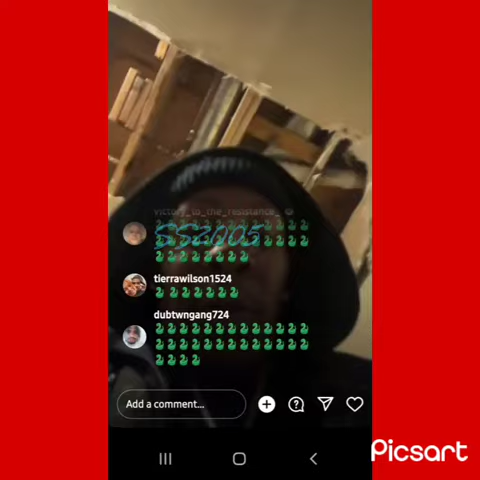 victory_to_the_resistance_
SS2005
tierrawilson1524
dubtwngang724
Add a comment...
Picsart